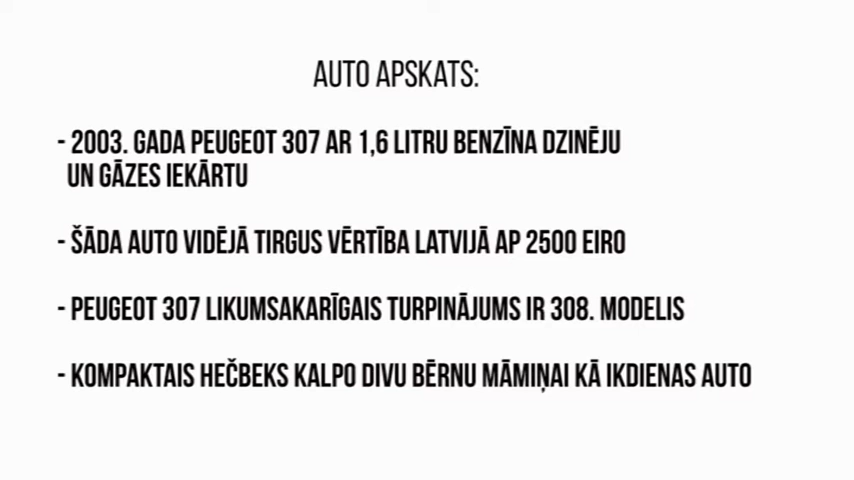 AUTO APSKATS:
- 2003. GADA PEUGEOT 307 AR 1,6 LITRU BENZĪNA DZINĒJU
UN GĀZES IEKĀRTU
- ŠĀDA AUTO VIDĒJĀ TIRGUS VĒRTĪBA LATVIJĀ AP 2500 EIRO
- PEUGEOT 307 LIKUMSAKARĪGAIS TURPINĀJUMS IR 308. MODELIS
- KOMPAKTAIS HEČBEKS KALPO DIVU BĒRNU MĀMIŅAI KĀ IKDIENAS AUTO